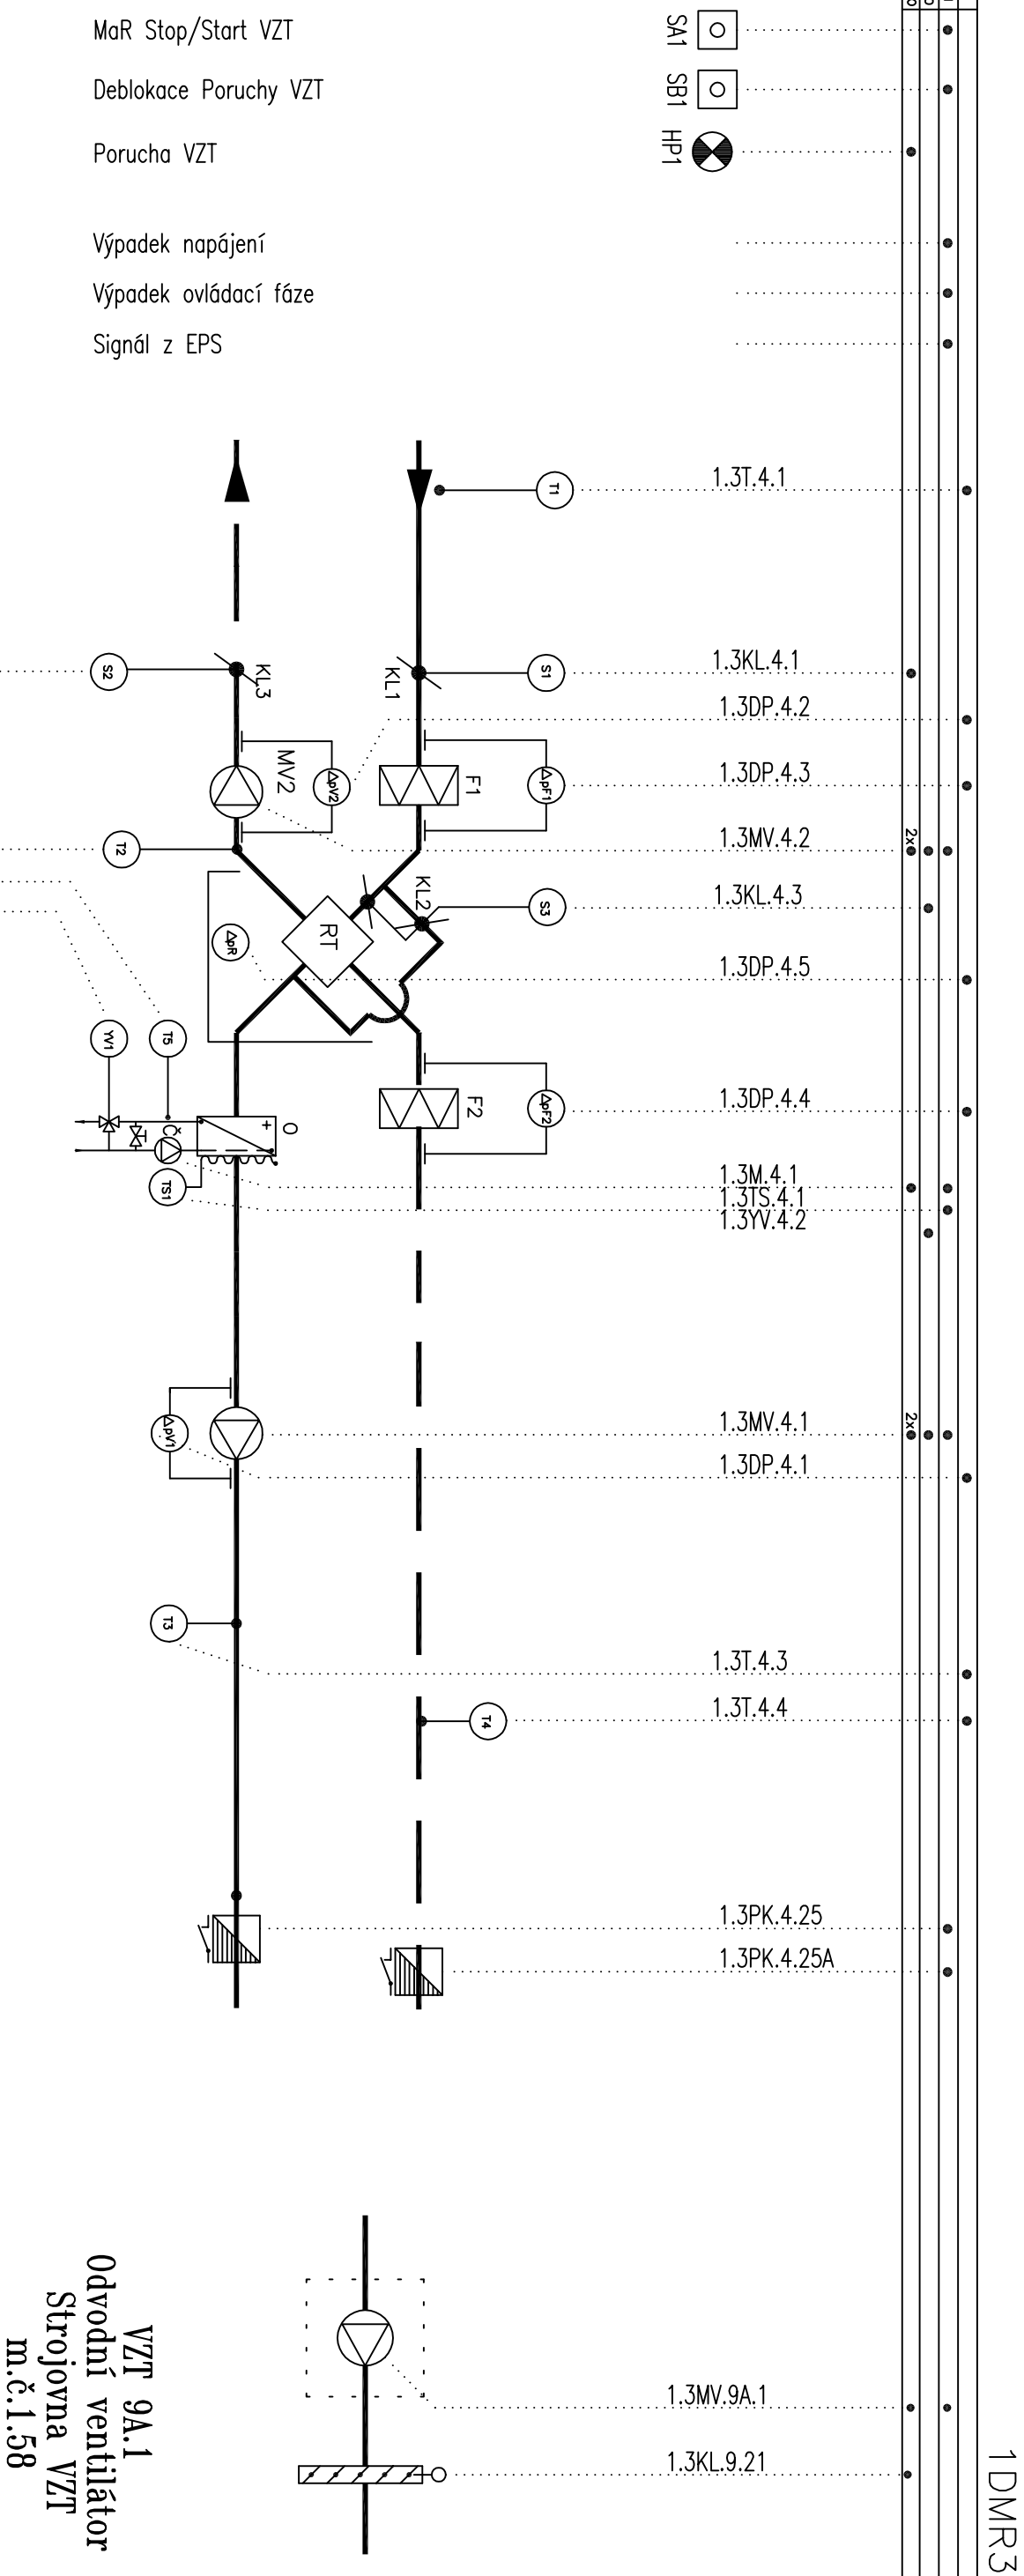 MaR Stop/Start VZT
SA1
Deblokace Poruchy VZT
SB1
Porucha VZT
HP1
Výpadek napájení
Výpadek ovládací fáze
Signál z EPS
T1
1.3T.4.1
S2
KL3
KL1
S1
1.3KL.4.1
1.3DP.4.2
MV2
ΔpV2
F1
ΔpF1
1.3DP.4.3
T2
1.3MV.4.2
2x
KL2
S3
1.3KL.4.3
RT
ΔpR
1.3DP.4.5
YV1
T5
F2
ΔpF2
1.3DP.4.4
Č
+
O
TS1
1.3M.4.1
1.3TS.4.1
1.3YV.4.2
ΔpV1
1.3MV.4.1
2x
1.3DP.4.1
T3
1.3T.4.3
T4
1.3T.4.4
1.3PK.4.25
1.3PK.4.25A
1.3MV.9A.1
1.3KL.9.21
VZT 9A.1
Odvodní ventilátor
Strojovna VZT
m.č.1.58
1DMR3